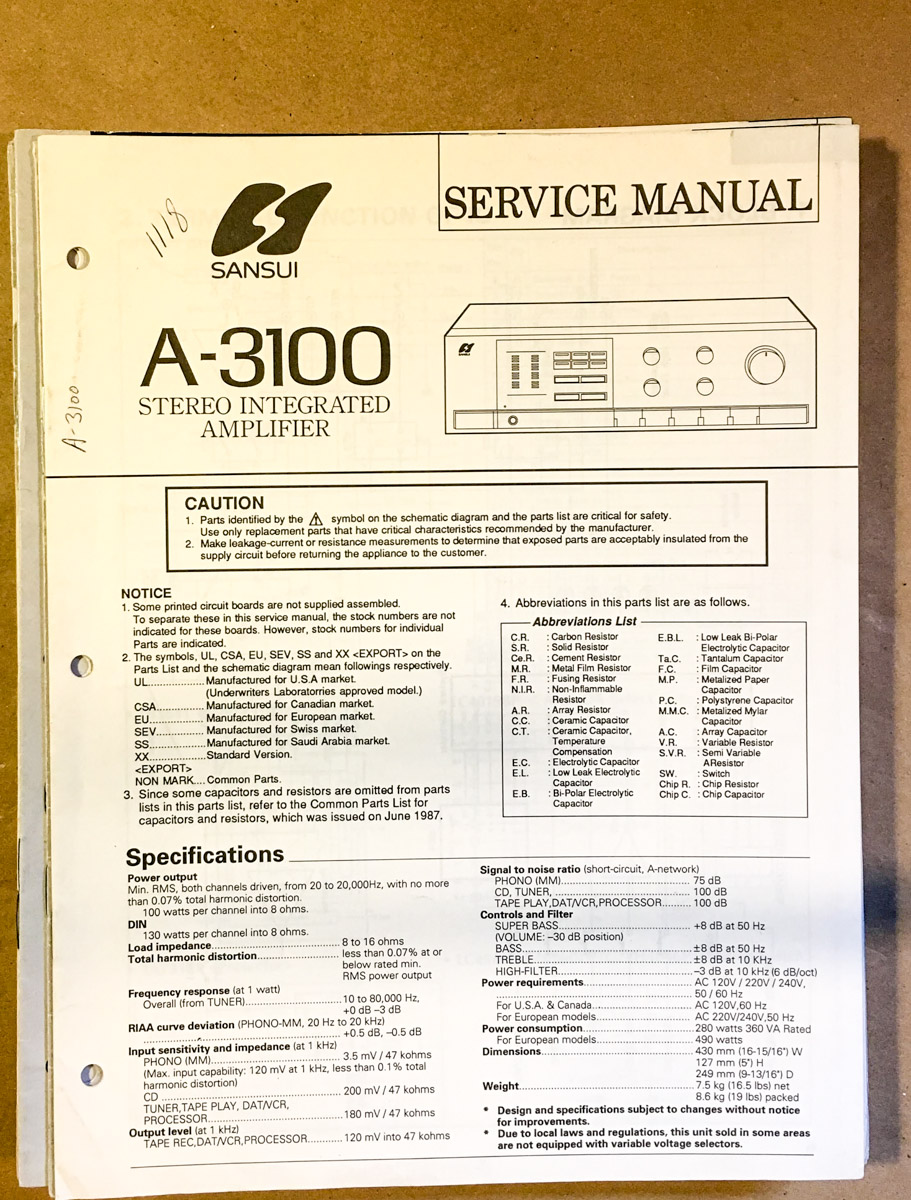 SERVICE MANUAL
1118
SANSUI
A-3100
STEREO INTEGRATED
AMPLIFIER
A-3100
SANSUI
CAUTION
1. Parts identified by the ⚠ symbol on the schematic diagram and the parts list are critical for safety.
Use only replacement parts that have critical characteristics recommended by the manufacturer.
2. Make leakage-current or resistance measurements to determine that exposed parts are acceptably insulated from the
supply circuit before returning the appliance to the customer.
NOTICE
1. Some printed circuit boards are not supplied assembled.
To separate these in this service manual, the stock numbers are not
indicated for these boards. However, stock numbers for individual
Parts are indicated.
2. The symbols, UL, CSA, EU, SEV, SS and XX <EXPORT> on the
Parts List and the schematic diagram mean followings respectively.
UL.................... Manufactured for U.S.A market.
(Underwriters Laboratorries approved model.)
CSA................. Manufactured for Canadian market.
EU................... Manufactured for European market.
SEV................. Manufactured for Swiss market.
SS................... Manufactured for Saudi Arabia market.
XX................... Standard Version.
<EXPORT>
NON MARK.... Common Parts.
3. Since some capacitors and resistors are omitted from parts
lists in this parts list, refer to the Common Parts List for
capacitors and resistors, which was issued on June 1987.
4. Abbreviations in this parts list are as follows.
Abbreviations List
C.R. : Carbon Resistor
S.R. : Solid Resistor
Ce.R. : Cement Resistor
M.R. : Metal Film Resistor
F.R. : Fusing Resistor
N.I.R. : Non-Inflammable
Resistor
A.R. : Array Resistor
C.C. : Ceramic Capacitor
C.T. : Ceramic Capacitor,
Temperature
Compensation
E.C. : Electrolytic Capacitor
E.L. : Low Leak Electrolytic
Capacitor
E.B. : Bi-Polar Electrolytic
Capacitor
E.B.L. : Low Leak Bi-Polar
Electrolytic Capacitor
Ta.C. : Tantalum Capacitor
F.C. : Film Capacitor
M.P. : Metalized Paper
Capacitor
P.C. : Polystyrene Capacitor
M.M.C. : Metalized Mylar
Capacitor
A.C. : Array Capacitor
V.R. : Variable Resistor
S.V.R. : Semi Variable
AResistor
SW. : Switch
Chip R. : Chip Resistor
Chip C. : Chip Capacitor
Specifications
Power output
Min. RMS, both channels driven, from 20 to 20,000Hz, with no more
than 0.07% total harmonic distortion.
100 watts per channel into 8 ohms.
DIN
130 watts per channel into 8 ohms.
Load impedance................................. 8 to 16 ohms
Total harmonic distortion..................... less than 0.07% at or
below rated min.
RMS power output
Frequency response (at 1 watt)
Overall (from TUNER)........................ 10 to 80,000 Hz,
+0 dB –3 dB
RIAA curve deviation (PHONO-MM, 20 Hz to 20 kHz)
.................................................. +0.5 dB, –0.5 dB
Input sensitivity and impedance (at 1 kHz)
PHONO (MM)................................. 3.5 mV / 47 kohms
(Max. input capability: 120 mV at 1 kHz, less than 0.1% total
harmonic distortion)
CD ............................................... 200 mV / 47 kohms
TUNER,TAPE PLAY, DAT/VCR,
PROCESSOR................................. 180 mV / 47 kohms
Output level (at 1 kHz)
TAPE REC,DAT/VCR,PROCESSOR........... 120 mV into 47 kohms
Signal to noise ratio (short-circuit, A-network)
PHONO (MM)................................. 75 dB
CD, TUNER, .................................. 100 dB
TAPE PLAY,DAT/VCR,PROCESSOR.......... 100 dB
Controls and Filter
SUPER BASS................................. +8 dB at 50 Hz
(VOLUME: –30 dB position)
BASS............................................ ±8 dB at 50 Hz
TREBLE......................................... ±8 dB at 10 KHz
HIGH-FILTER.................................. –3 dB at 10 kHz (6 dB/oct)
Power requirements............................ AC 120V / 220V / 240V,
.................................................. 50 / 60 Hz
For U.S.A. & Canada........................ AC 120V,60 Hz
For European models....................... AC 220V/240V,50 Hz
Power consumption............................ 280 watts 360 VA Rated
For European models....................... 490 watts
Dimensions........................................ 430 mm (16-15/16") W
127 mm (5") H
249 mm (9-13/16") D
Weight.............................................. 7.5 kg (16.5 lbs) net
8.6 kg (19 lbs) packed
* Design and specifications subject to changes without notice
for improvements.
* Due to local laws and regulations, this unit sold in some areas
are not equipped with variable voltage selectors.